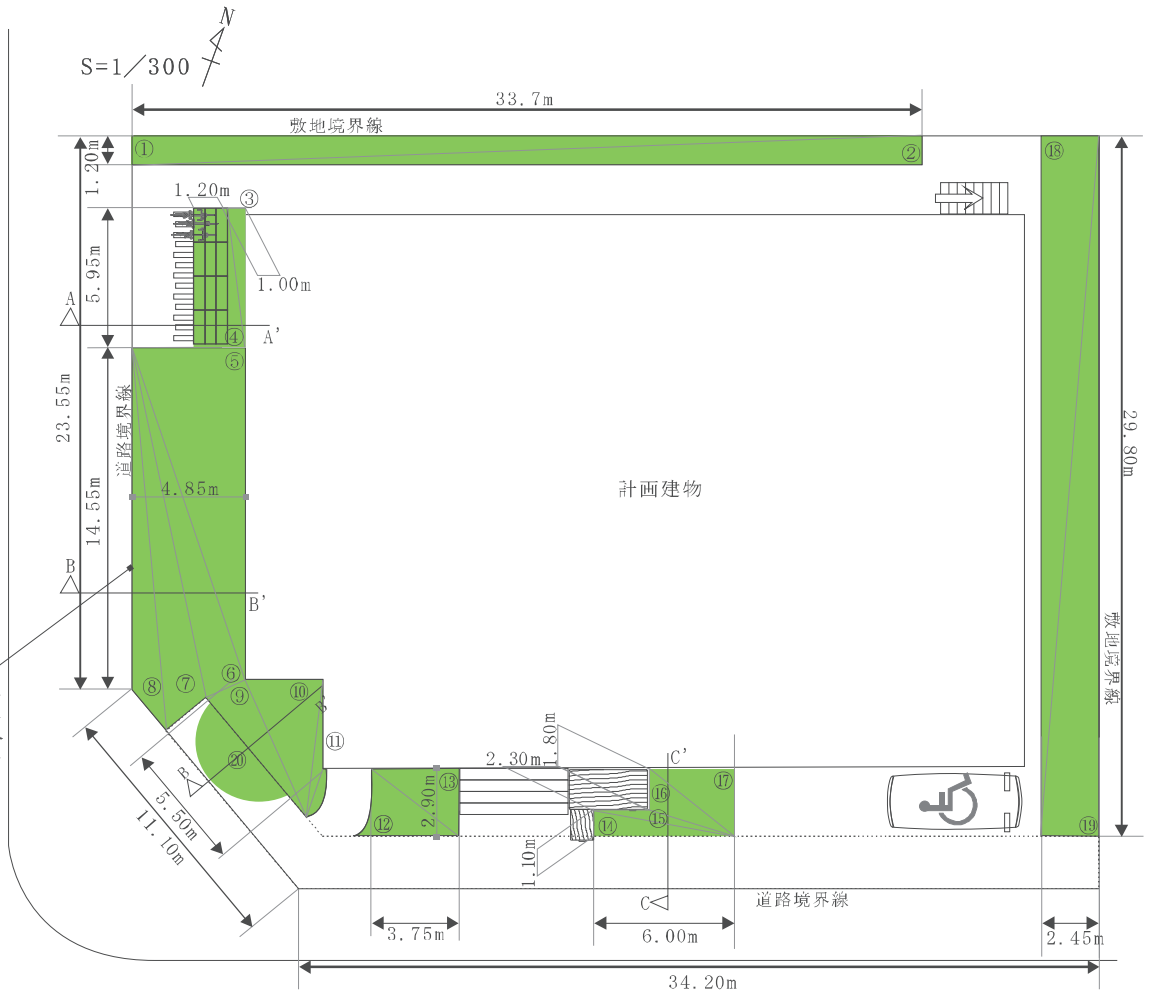 N
S=1/300
33.7m
敷地境界線
①
②
⑱
1.20m
1.20m
③
5.95m
1.00m
A
A'
④
⑤
23.55m
道路境界線
29.80m
4.85m
計画建物
14.55m
B
B'
敷地境界線
⑥
⑦
⑧
⑨
⑩
B'
⑪
1.80m
C'
2.30m
⑳
B
⑬
2.90m
⑯
⑰
⑮
⑫
⑭
⑲
5.50m
11.10m
1.10m
C
道路境界線
3.75m
6.00m
2.45m
34.20m